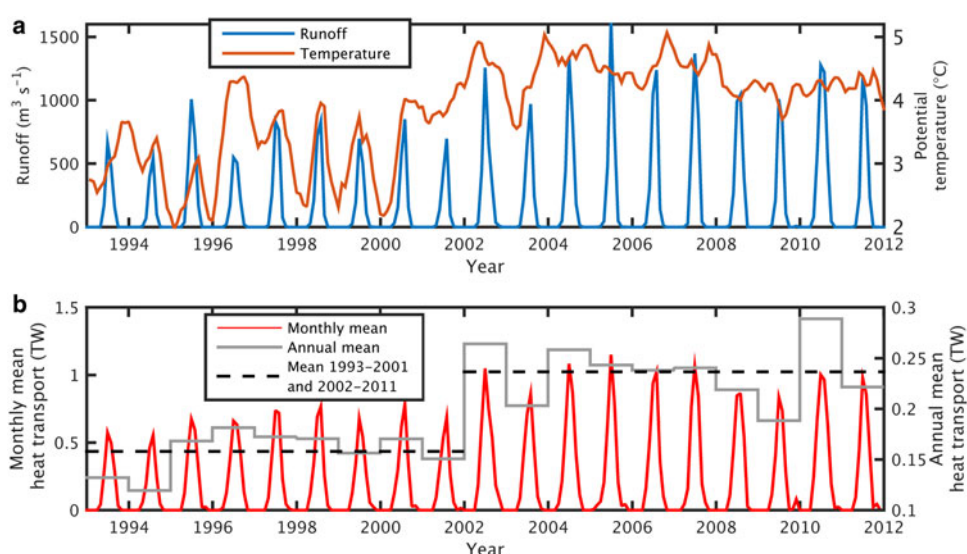 a
Runoff
Temperature
1500
1000
500
0
Runoff (m³ s⁻¹)
5
4
3
2
Potential
temperature (°C)
1994 1996 1998 2000 2002 2004 2006 2008 2010 2012
Year
b
Monthly mean
Annual mean
Mean 1993–2001
and 2002–2011
1.5
1
0.5
0
Monthly mean
heat transport (TW)
0.3
0.25
0.2
0.15
0.1
Annual mean
heat transport (TW)
1994 1996 1998 2000 2002 2004 2006 2008 2010 2012
Year